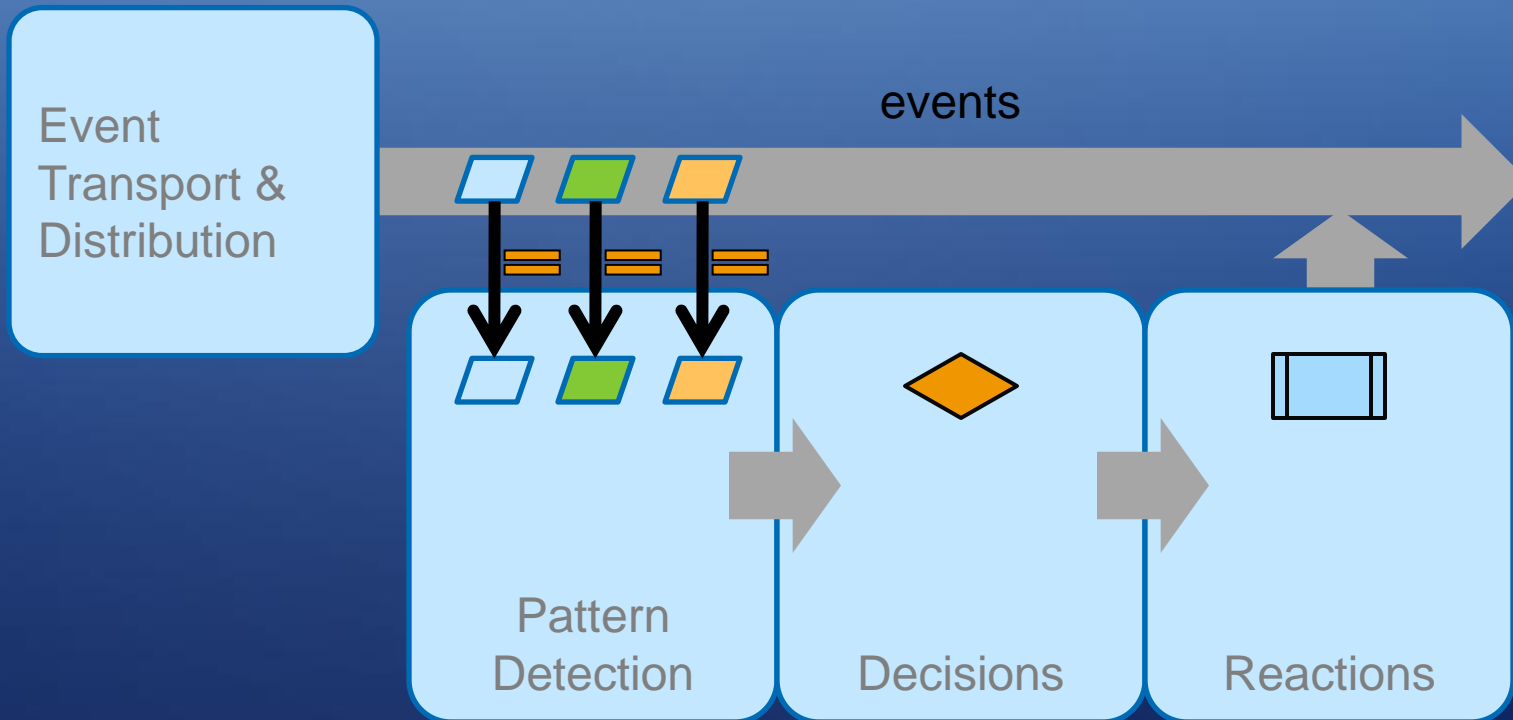 Event
Transport &
Distribution
events
Pattern
Detection
Decisions
Reactions